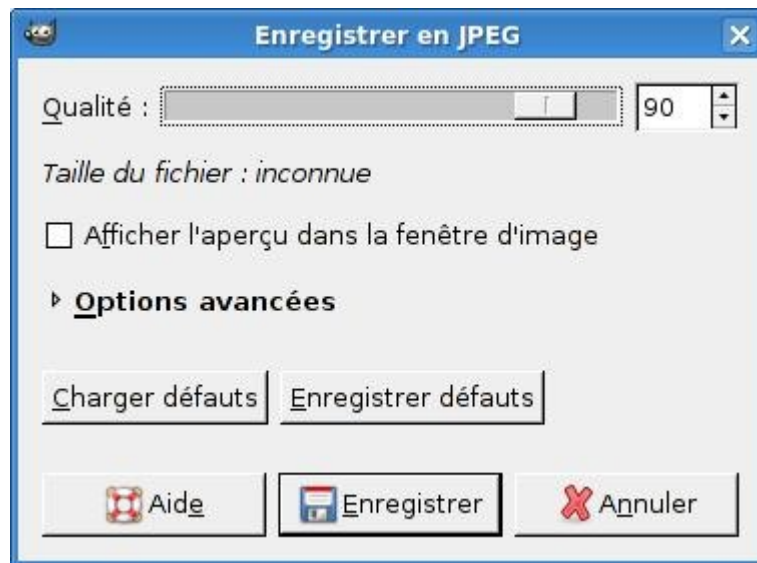 Enregistrer en JPEG
Qualité : 90
Taille du fichier : inconnue
Afficher l'aperçu dans la fenêtre d'image
Options avancées
Charger défauts Enregistrer défauts
Aide Enregistrer Annuler